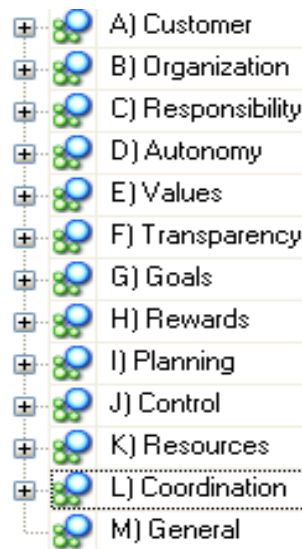 A) Customer
B) Organization
C) Responsibility
D) Autonomy
E) Values
F) Transparency
G) Goals
H) Rewards
I) Planning
J) Control
K) Resources
L) Coordination
M) General